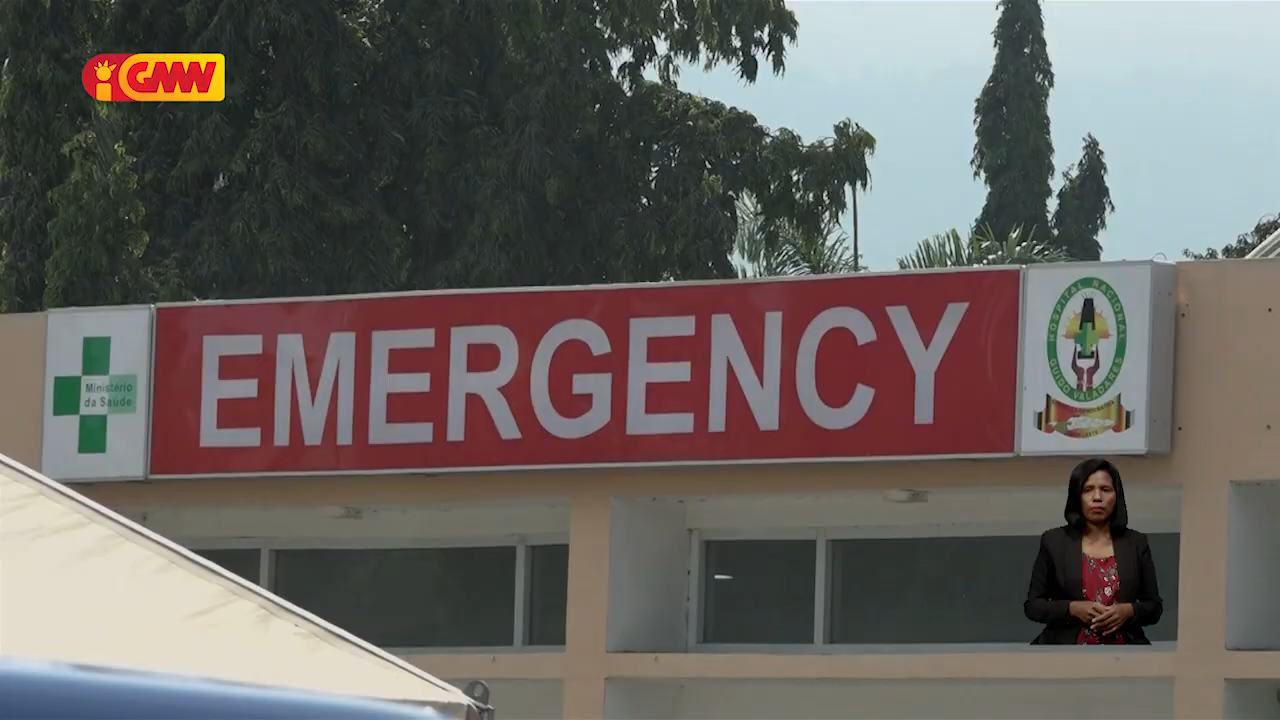 GMN
EMERGENCY
Ministério
da Saúde
HOSPITAL NACIONAL
GUIDO VALADARES